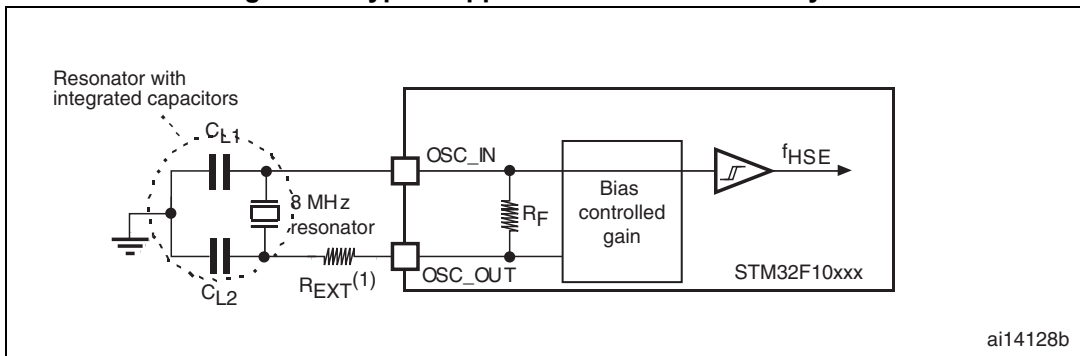 Resonator with
integrated capacitors
CL1
OSC_IN
fHSE
8 MHz
resonator
RF
Bias
controlled
gain
OSC_OUT
STM32F10xxx
REXT(1)
CL2
ai14128b